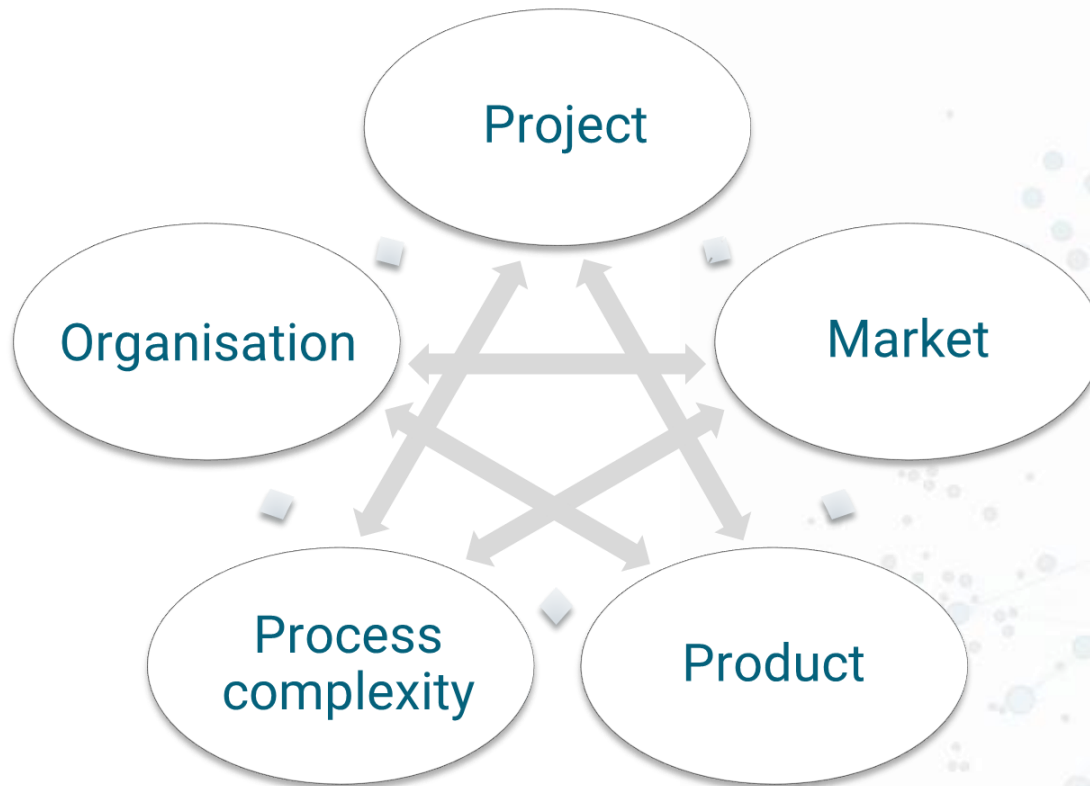 Project
Organisation
Market
Process
complexity
Product